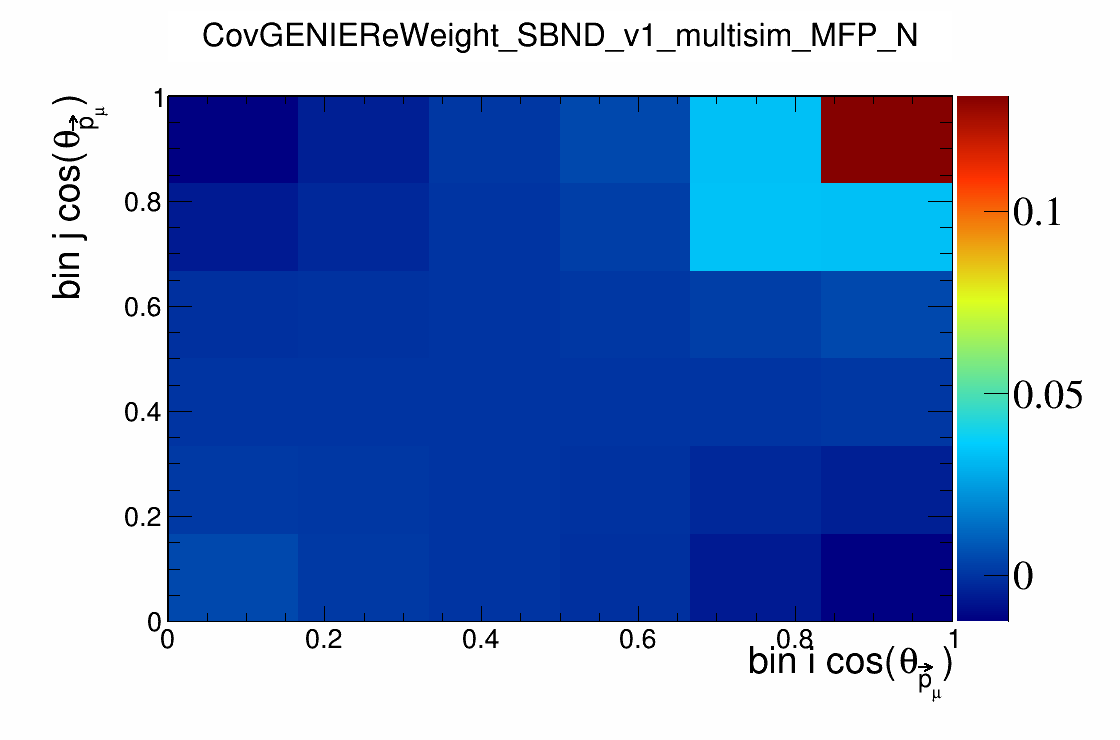 CovGENIEReWeight_SBND_v1_multisim_MFP_N
bin j cos(θp⃗μ)
1
0.8
0.6
0.4
0.2
0
0 0.2 0.4 0.6 0.8 1
bin i cos(θp⃗μ)
0.1
0.05
0